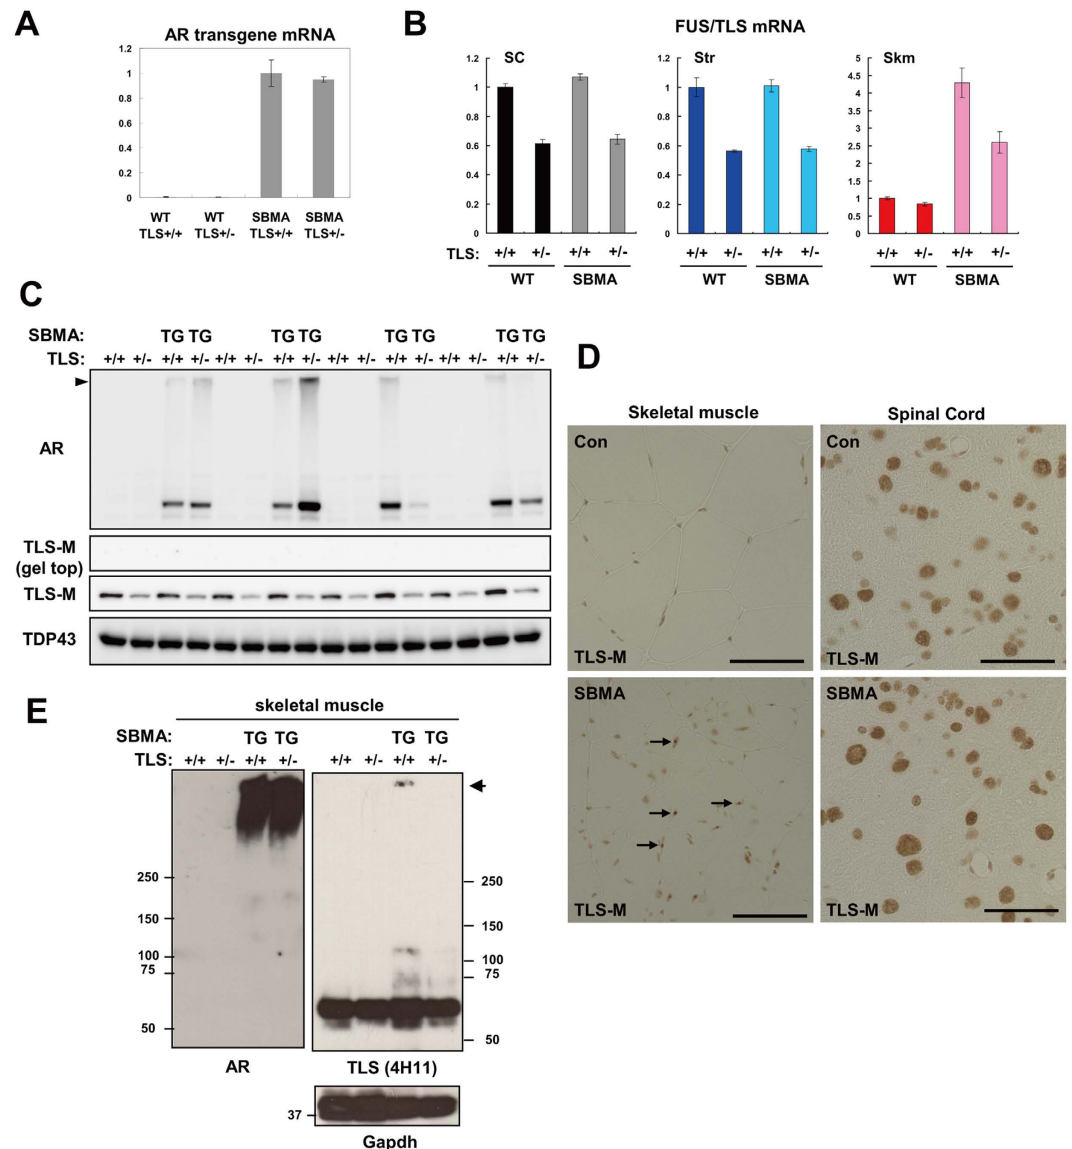 A
AR transgene mRNA
1.2
1
0.8
0.6
0.4
0.2
0
WT WT SBMA SBMA
TLS+/+ TLS+/- TLS+/+ TLS+/-
B
FUS/TLS mRNA
SC
1.2
1
0.8
0.6
0.4
0.2
0
Str
1.2
1
0.8
0.6
0.4
0.2
0
Skm
5
4.5
4
3.5
3
2.5
2
1.5
1
0.5
0
TLS: +/+ +/- +/+ +/- +/+ +/- +/+ +/- +/+ +/- +/+ +/-
WT SBMA WT SBMA WT SBMA
C
SBMA: TG TG TG TG TG TG TG TG
TLS: +/+ +/- +/+ +/- +/+ +/- +/+ +/- +/+ +/- +/+ +/- +/+ +/- +/+ +/-
AR
TLS-M
(gel top)
TLS-M
TDP43
D
Skeletal muscle Spinal Cord
Con Con
TLS-M TLS-M
SBMA SBMA
TLS-M TLS-M
E
skeletal muscle
SBMA: TG TG TG TG
TLS: +/+ +/- +/+ +/- +/+ +/- +/+ +/-
250
150
100
75
50
250
150
100
75
50
AR TLS (4H11)
37
Gapdh